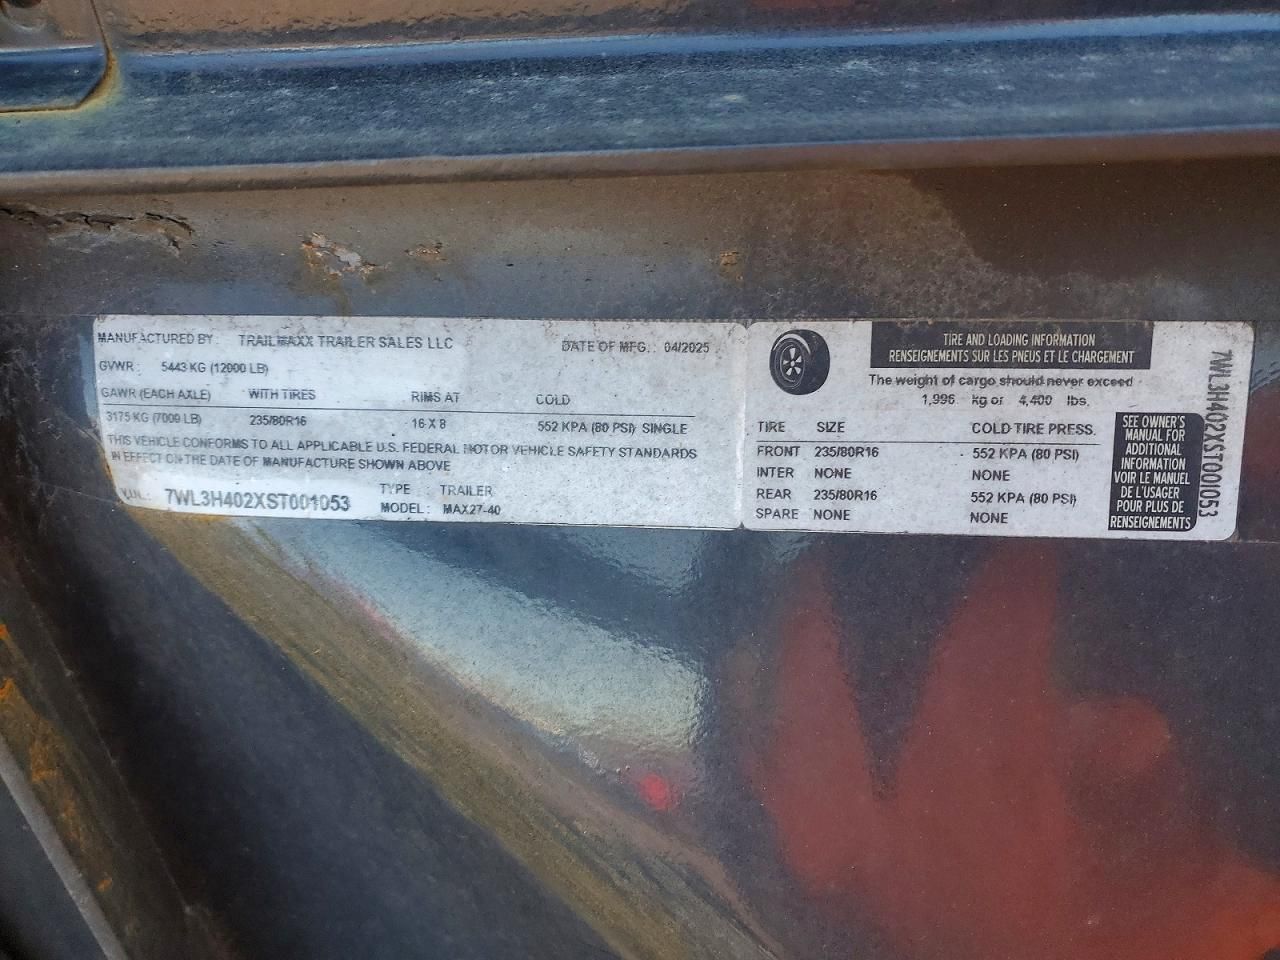 MANUFACTURED BY: TRAILMAXX TRAILER SALES LLC DATE OF MFG.: 04/2025
GVWR: 5443 KG (12000 LB)
GAWR (EACH AXLE) WITH TIRES RIMS AT COLD
3175 KG (7000 LB) 235/80R16 16 X 8 552 KPA (80 PSI) SINGLE
THIS VEHICLE CONFORMS TO ALL APPLICABLE U.S. FEDERAL MOTOR VEHICLE SAFETY STANDARDS
IN EFFECT ON THE DATE OF MANUFACTURE SHOWN ABOVE
V.I.N.: 7WL3H402XST001053 TYPE: TRAILER
MODEL: MAX27-40
TIRE AND LOADING INFORMATION
RENSEIGNEMENTS SUR LES PNEUS ET LE CHARGEMENT
The weight of cargo should never exceed
1,996 kg or 4,400 lbs.
TIRE SIZE COLD TIRE PRESS.
FRONT 235/80R16 552 KPA (80 PSI)
INTER NONE NONE
REAR 235/80R16 552 KPA (80 PSI)
SPARE NONE NONE
SEE OWNER'S
MANUAL FOR
ADDITIONAL
INFORMATION
VOIR LE MANUEL
DE L'USAGER
POUR PLUS DE
RENSEIGNEMENTS
7WL3H402XST001053